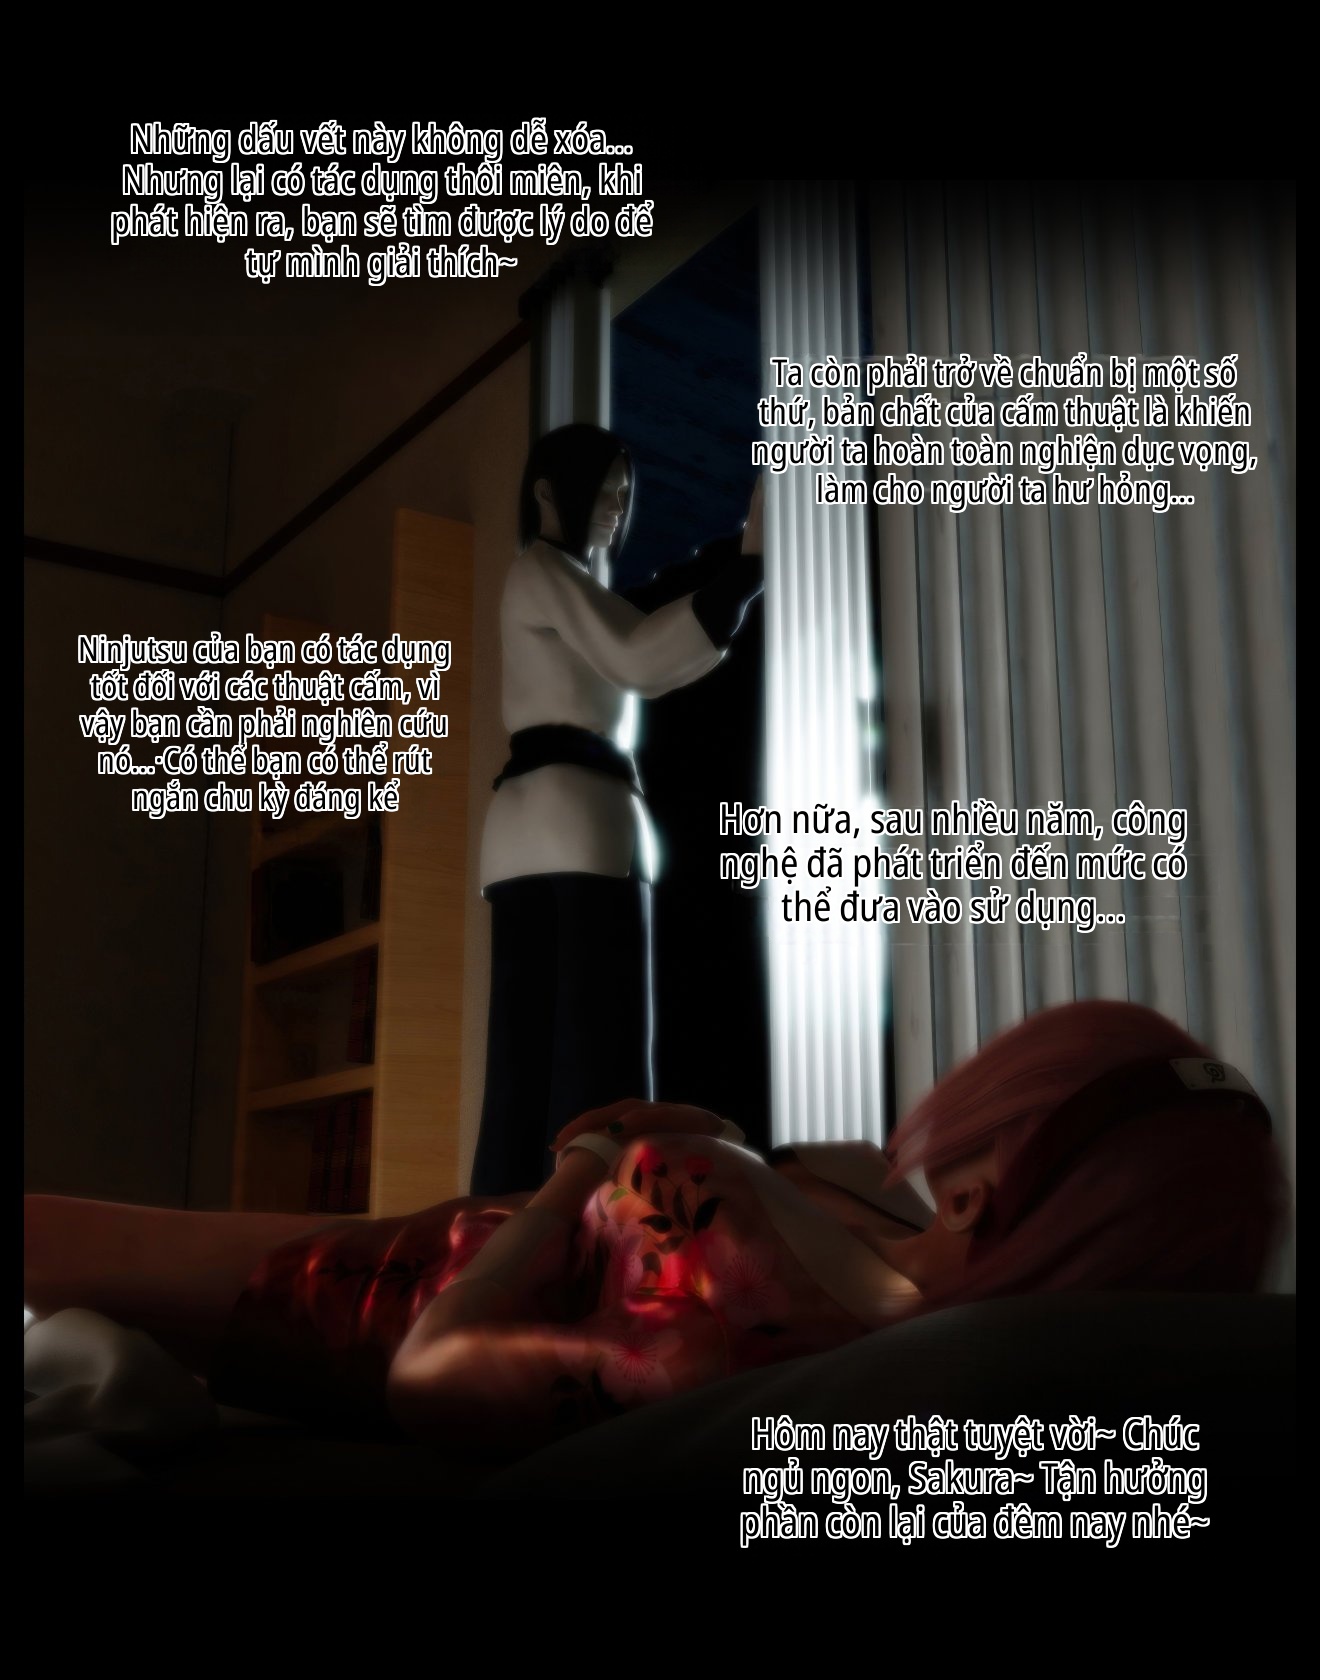 Những dấu vết này không dễ xóa...
Nhưng lại có tác dụng thôi miên, khi
phát hiện ra, bạn sẽ tìm được lý do để
tự mình giải thích~
Ta còn phải trở về chuẩn bị một số
thứ, bản chất của cấm thuật là khiến
người ta hoàn toàn nghiện dục vọng,
làm cho người ta hư hỏng...
Ninjutsu của bạn có tác dụng
tốt đối với các thuật cấm, vì
vậy bạn cần phải nghiên cứu
nó...·Có thể bạn có thể rút
ngắn chu kỳ đáng kể
Hơn nữa, sau nhiều năm, công
nghệ đã phát triển đến mức có
thể đưa vào sử dụng...
Hôm nay thật tuyệt vời~ Chúc
ngủ ngon, Sakura~ Tận hưởng
phần còn lại của đêm nay nhé~